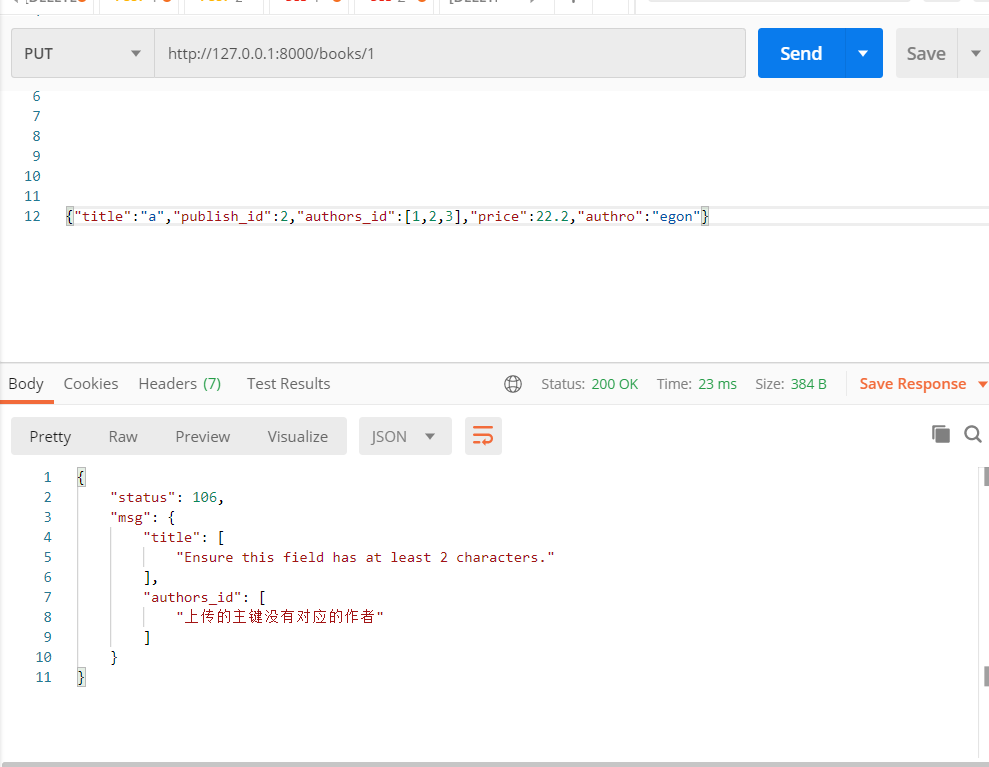 PUT http://127.0.0.1:8000/books/1 Send Save
6
7
8
9
10
11
12 {"title":"a","publish_id":2,"authors_id":[1,2,3],"price":22.2,"authro":"egon"}
Body Cookies Headers (7) Test Results Status: 200 OK Time: 23 ms Size: 384 B Save Response
Pretty Raw Preview Visualize JSON
1 {
2 "status": 106,
3 "msg": {
4 "title": [
5 "Ensure this field has at least 2 characters."
6 ],
7 "authors_id": [
8 "上传的主键没有对应的作者"
9 ]
10 }
11 }